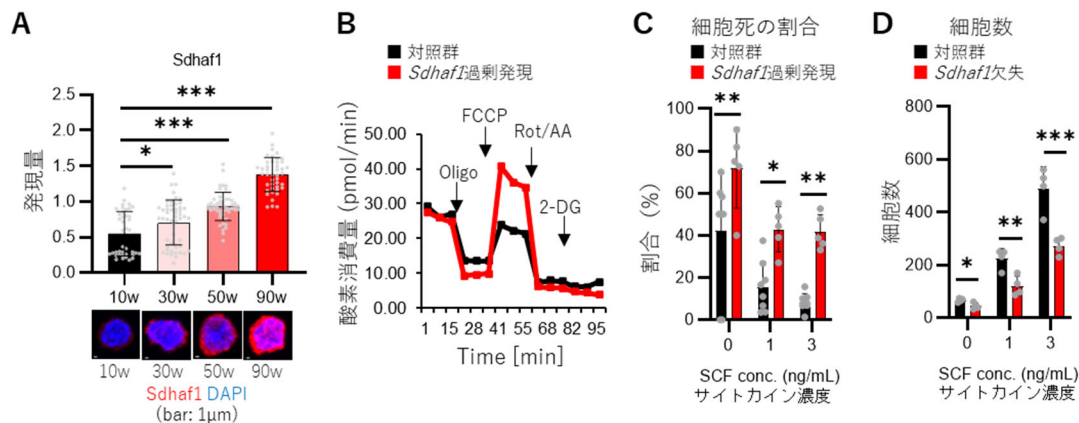 A
Sdhaf1
***
***
*
発現量
2.5
2.0
1.5
1.0
0.5
0.0
10w 30w 50w 90w
10w 30w 50w 90w
Sdhaf1 DAPI
(bar: 1µm)
B
対照群
Sdhaf1過剰発現
酸素消費量 (pmol/min)
50.00
40.00
30.00
20.00
10.00
0.00
Oligo
FCCP
Rot/AA
2-DG
1 15 28 41 55 68 82 95
Time [min]
C 細胞死の割合
対照群
Sdhaf1過剰発現
割合（%）
100
80
60
40
20
0
** * **
0 1 3
SCF conc. (ng/mL)
サイトカイン濃度
D 細胞数
対照群
Sdhaf1欠失
細胞数
800
600
400
200
0
* ** ***
0 1 3
SCF conc. (ng/mL)
サイトカイン濃度